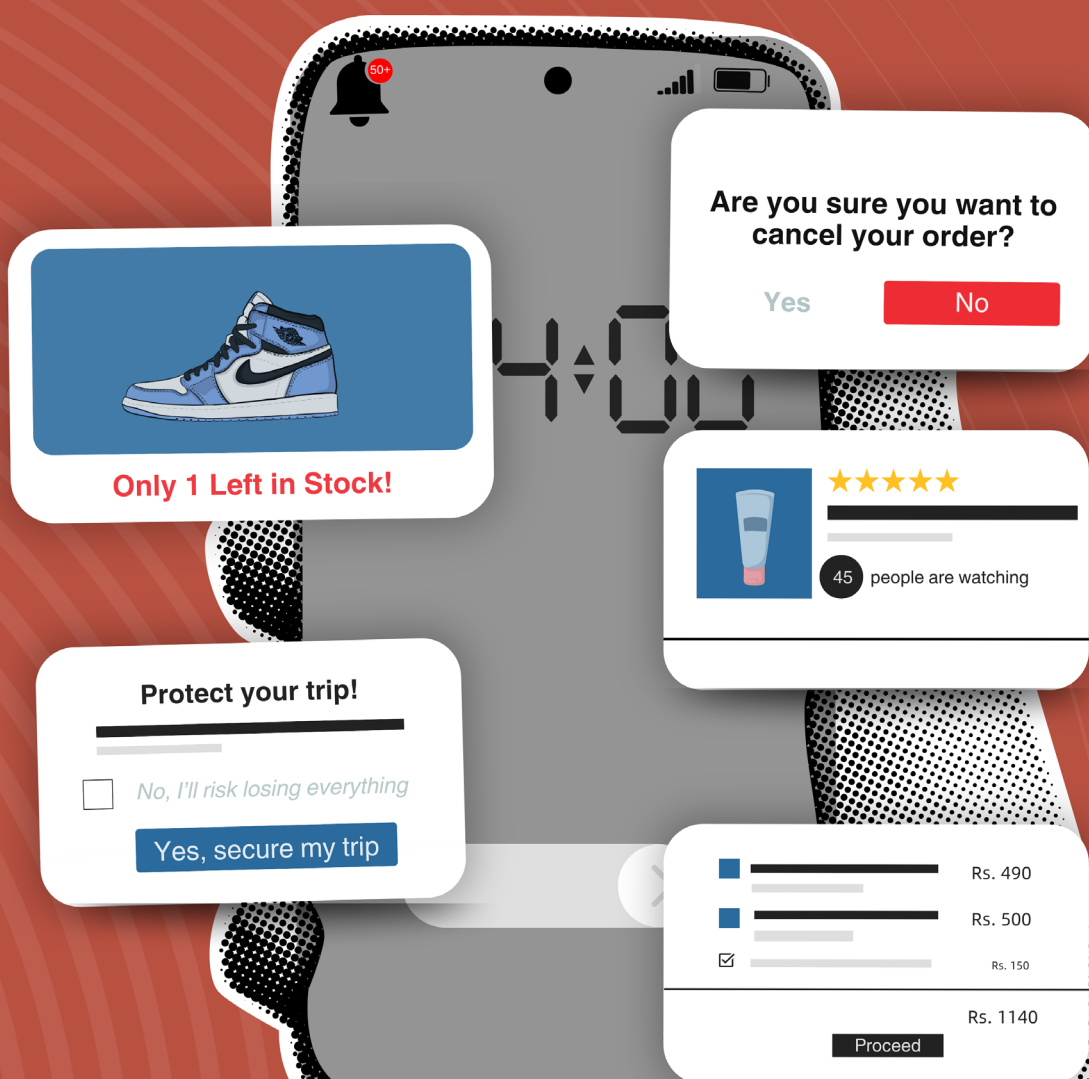 50+
Are you sure you want to
cancel your order?
Yes
No
Only 1 Left in Stock!
45 people are watching
Protect your trip!
No, I'll risk losing everything
Yes, secure my trip
Rs. 490
Rs. 500
Rs. 150
Rs. 1140
Proceed